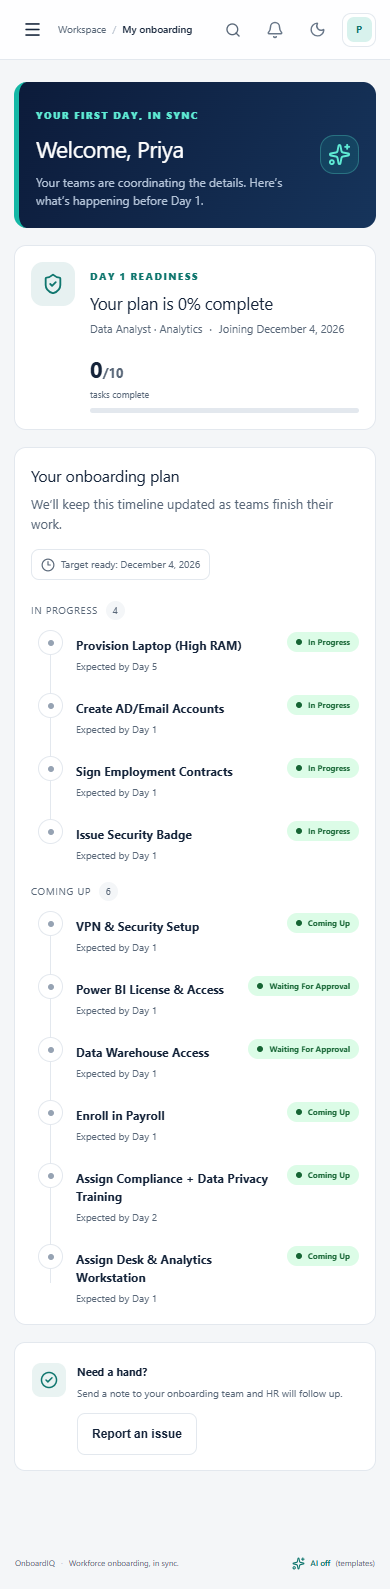 Workspace / My onboarding
P
YOUR FIRST DAY, IN SYNC
Welcome, Priya
Your teams are coordinating the details. Here's
what's happening before Day 1.
DAY 1 READINESS
Your plan is 0% complete
Data Analyst · Analytics · Joining December 4, 2026
0/10
tasks complete
Your onboarding plan
We'll keep this timeline updated as teams finish their
work.
Target ready: December 4, 2026
IN PROGRESS 4
Provision Laptop (High RAM) In Progress
Expected by Day 5
Create AD/Email Accounts In Progress
Expected by Day 1
Sign Employment Contracts In Progress
Expected by Day 1
Issue Security Badge In Progress
Expected by Day 1
COMING UP 6
VPN & Security Setup Coming Up
Expected by Day 1
Power BI License & Access Waiting For Approval
Expected by Day 1
Data Warehouse Access Waiting For Approval
Expected by Day 1
Enroll in Payroll Coming Up
Expected by Day 1
Assign Compliance + Data Privacy Coming Up
Training
Expected by Day 2
Assign Desk & Analytics Coming Up
Workstation
Expected by Day 1
Need a hand?
Send a note to your onboarding team and HR will follow up.
Report an issue
OnboardIQ · Workforce onboarding, in sync. AI off (templates)